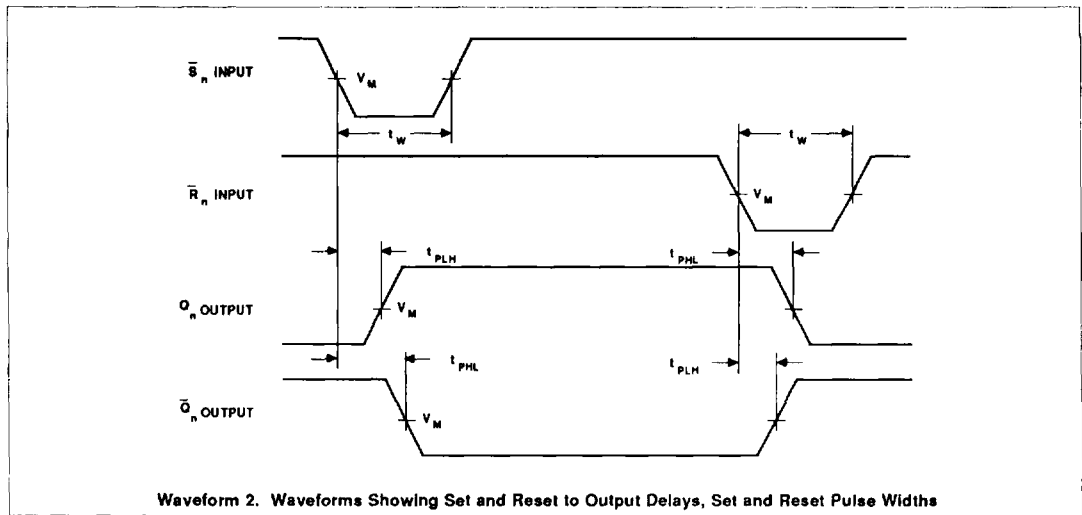 S̅n INPUT
VM
tW
tW
R̅n INPUT
VM
tPLH
tPHL
Qn OUTPUT
VM
tPHL
tPLH
Q̅n OUTPUT
VM
Waveform 2. Waveforms Showing Set and Reset to Output Delays, Set and Reset Pulse Widths